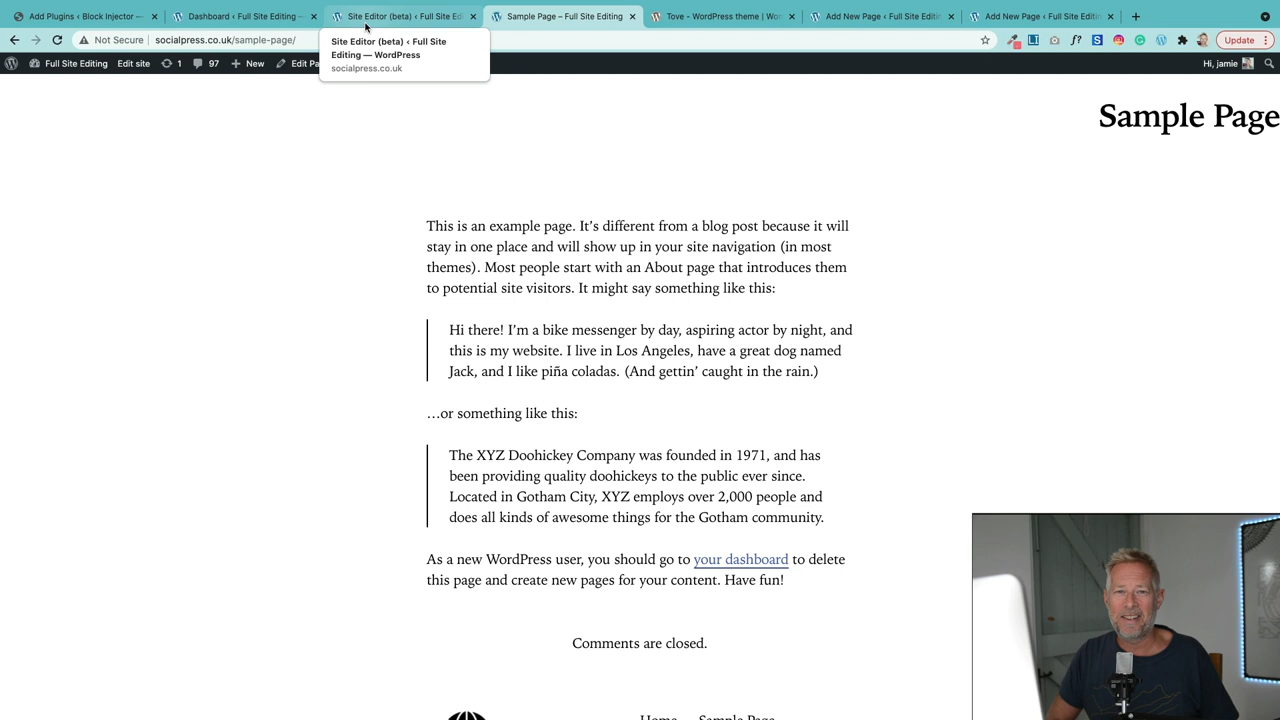 Add Plugins ‹ Block Injector —
Dashboard ‹ Full Site Editing —
Site Editor (beta) ‹ Full Site Edi
Sample Page – Full Site Editing
Tove - WordPress theme | Wor
Add New Page ‹ Full Site Editin
Add New Page ‹ Full Site Editin
Not Secure
socialpress.co.uk/sample-page/
Update
Full Site Editing
Edit site
1
97
New
Edit Pa
Hi, jamie
Site Editor (beta) ‹ Full Site
Editing — WordPress
socialpress.co.uk
Sample Page
This is an example page. It’s different from a blog post because it will
stay in one place and will show up in your site navigation (in most
themes). Most people start with an About page that introduces them
to potential site visitors. It might say something like this:
Hi there! I’m a bike messenger by day, aspiring actor by night, and
this is my website. I live in Los Angeles, have a great dog named
Jack, and I like piña coladas. (And gettin’ caught in the rain.)
…or something like this:
The XYZ Doohickey Company was founded in 1971, and has
been providing quality doohickeys to the public ever since.
Located in Gotham City, XYZ employs over 2,000 people and
does all kinds of awesome things for the Gotham community.
As a new WordPress user, you should go to your dashboard to delete
this page and create new pages for your content. Have fun!
Comments are closed.
Home Sample Page